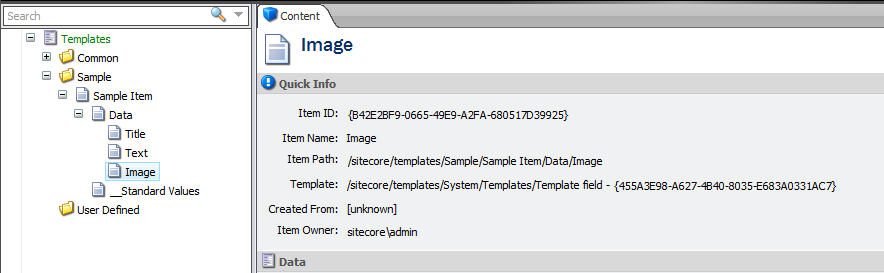 Search
Templates
Common
Sample
Sample Item
Data
Title
Text
Image
__Standard Values
User Defined
Content
Image
Quick Info
Item ID: {B42E2BF9-0665-49E9-A2FA-680517D39925}
Item Name: Image
Item Path: /sitecore/templates/Sample/Sample Item/Data/Image
Template: /sitecore/templates/System/Templates/Template field - {455A3E98-A627-4B40-8035-E683A0331AC7}
Created From: [unknown]
Item Owner: sitecore\admin
Data